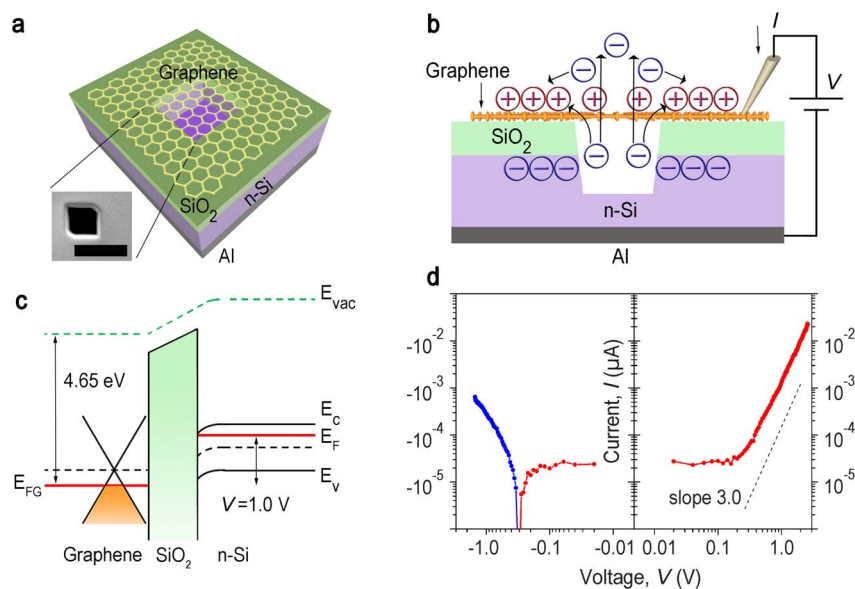 a
Graphene
SiO2
n-Si
Al
b
I
Graphene
V
SiO2
n-Si
Al
c
Evac
4.65 eV
Ec
EF
EFG
Ev
V=1.0 V
Graphene SiO2 n-Si
d
Current, I (μA)
-10-2
-10-3
-10-4
-10-5
10-2
10-3
10-4
10-5
slope 3.0
-1.0 -0.1 -0.01 0.01 0.1 1.0
Voltage, V (V)